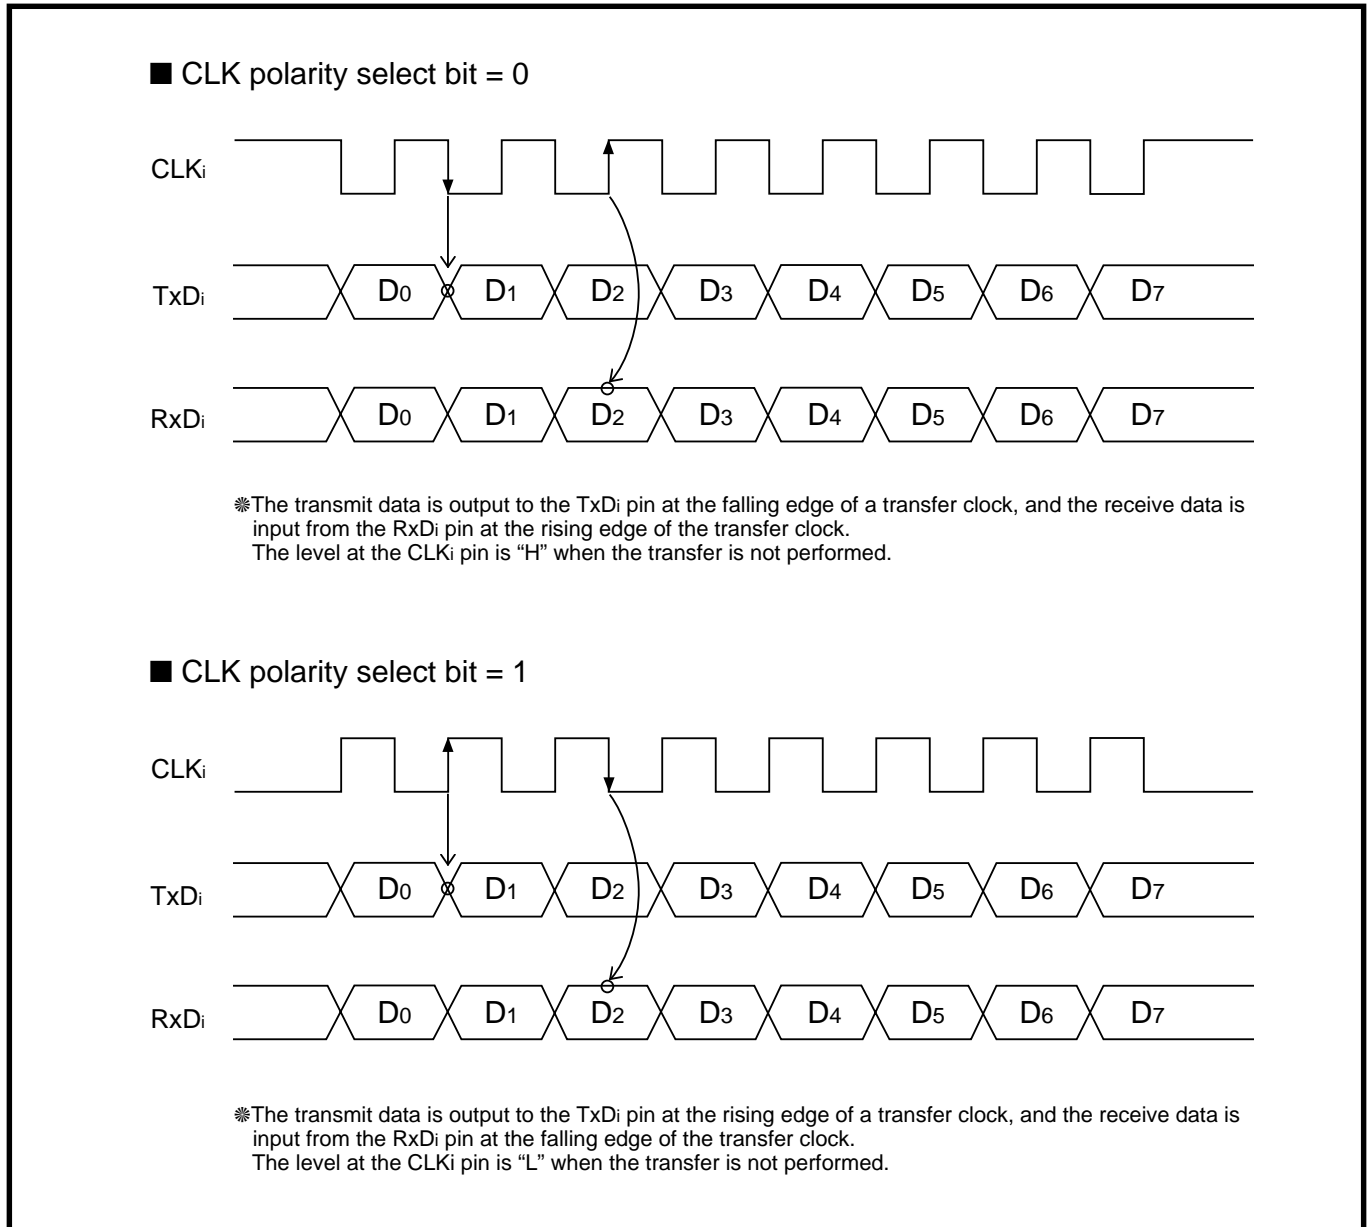 ■ CLK polarity select bit = 0
CLKi
TxDi
D0 D1 D2 D3 D4 D5 D6 D7
RxDi
D0 D1 D2 D3 D4 D5 D6 D7
❊The transmit data is output to the TxDi pin at the falling edge of a transfer clock, and the receive data is
input from the RxDi pin at the rising edge of the transfer clock.
The level at the CLKi pin is “H” when the transfer is not performed.
■ CLK polarity select bit = 1
CLKi
TxDi
D0 D1 D2 D3 D4 D5 D6 D7
RxDi
D0 D1 D2 D3 D4 D5 D6 D7
❊The transmit data is output to the TxDi pin at the rising edge of a transfer clock, and the receive data is
input from the RxDi pin at the falling edge of the transfer clock.
The level at the CLKi pin is “L” when the transfer is not performed.